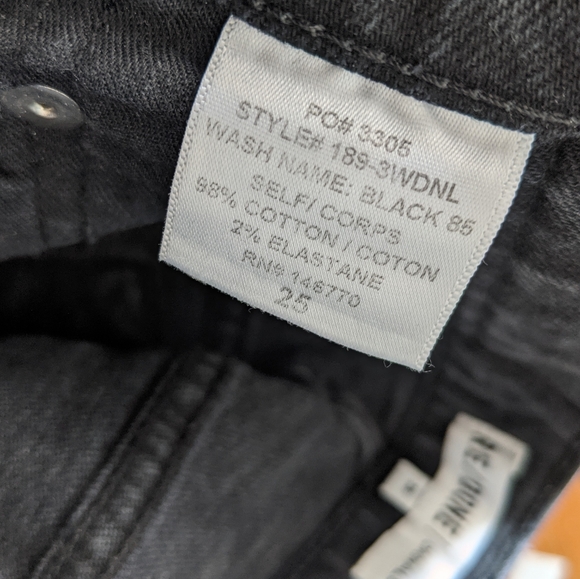 PO# 3305
STYLE# 189-3WDNL
WASH NAME: BLACK 85
SELF/ CORPS
98% COTTON / COTON
2% ELASTANE
RN# 148770
25
RE/DONE